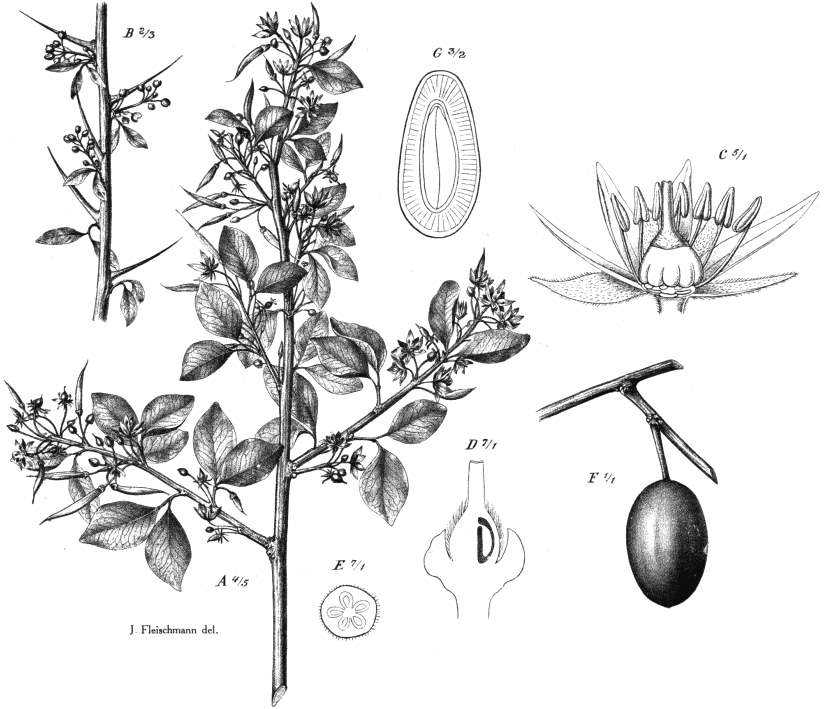 B 2/3
G 3/2
C 5/1
D 7/1
F 1/1
E 7/1
A 4/5
J. Fleischmann del.